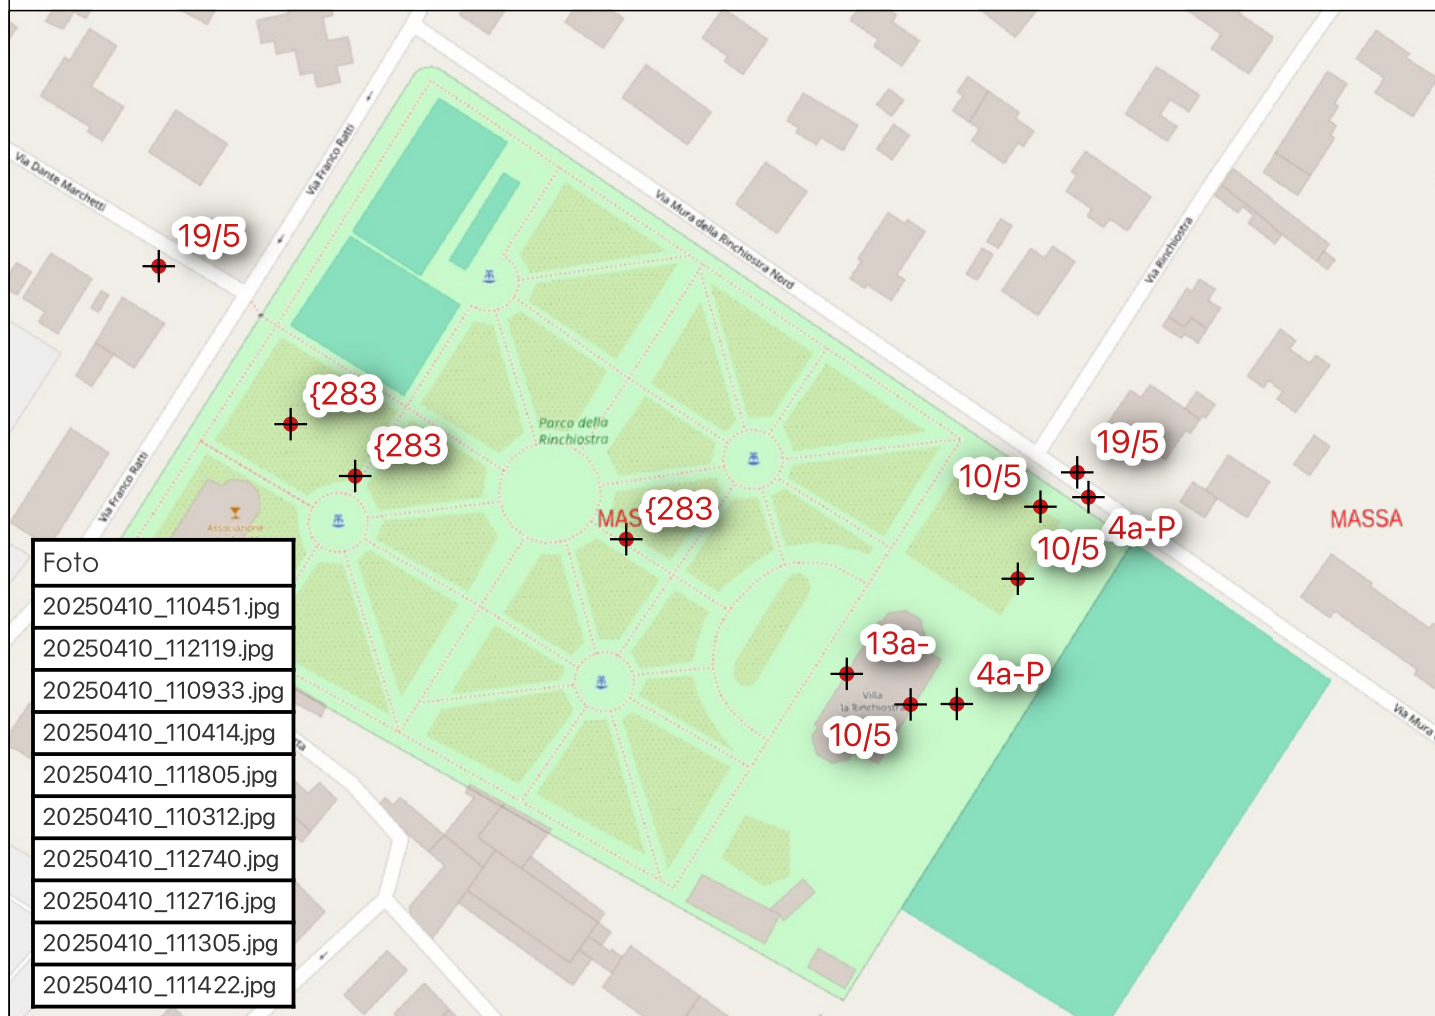 Via Franco Ratti
Via Dante Marchetti
Via Mura della Rinchiostra Nord
Via Rinchiostra
19/5
{283
{283
Parco della
Rinchiostra
{283
MAS
19/5
10/5
4a-P
MASSA
10/5
Via Franco Ratti
Associazione
13a-
4a-P
Villa
la Rinchiostra
10/5
Via Mura
Foto
20250410_110451.jpg
20250410_112119.jpg
20250410_110933.jpg
20250410_110414.jpg
20250410_111805.jpg
20250410_110312.jpg
20250410_112740.jpg
20250410_112716.jpg
20250410_111305.jpg
20250410_111422.jpg